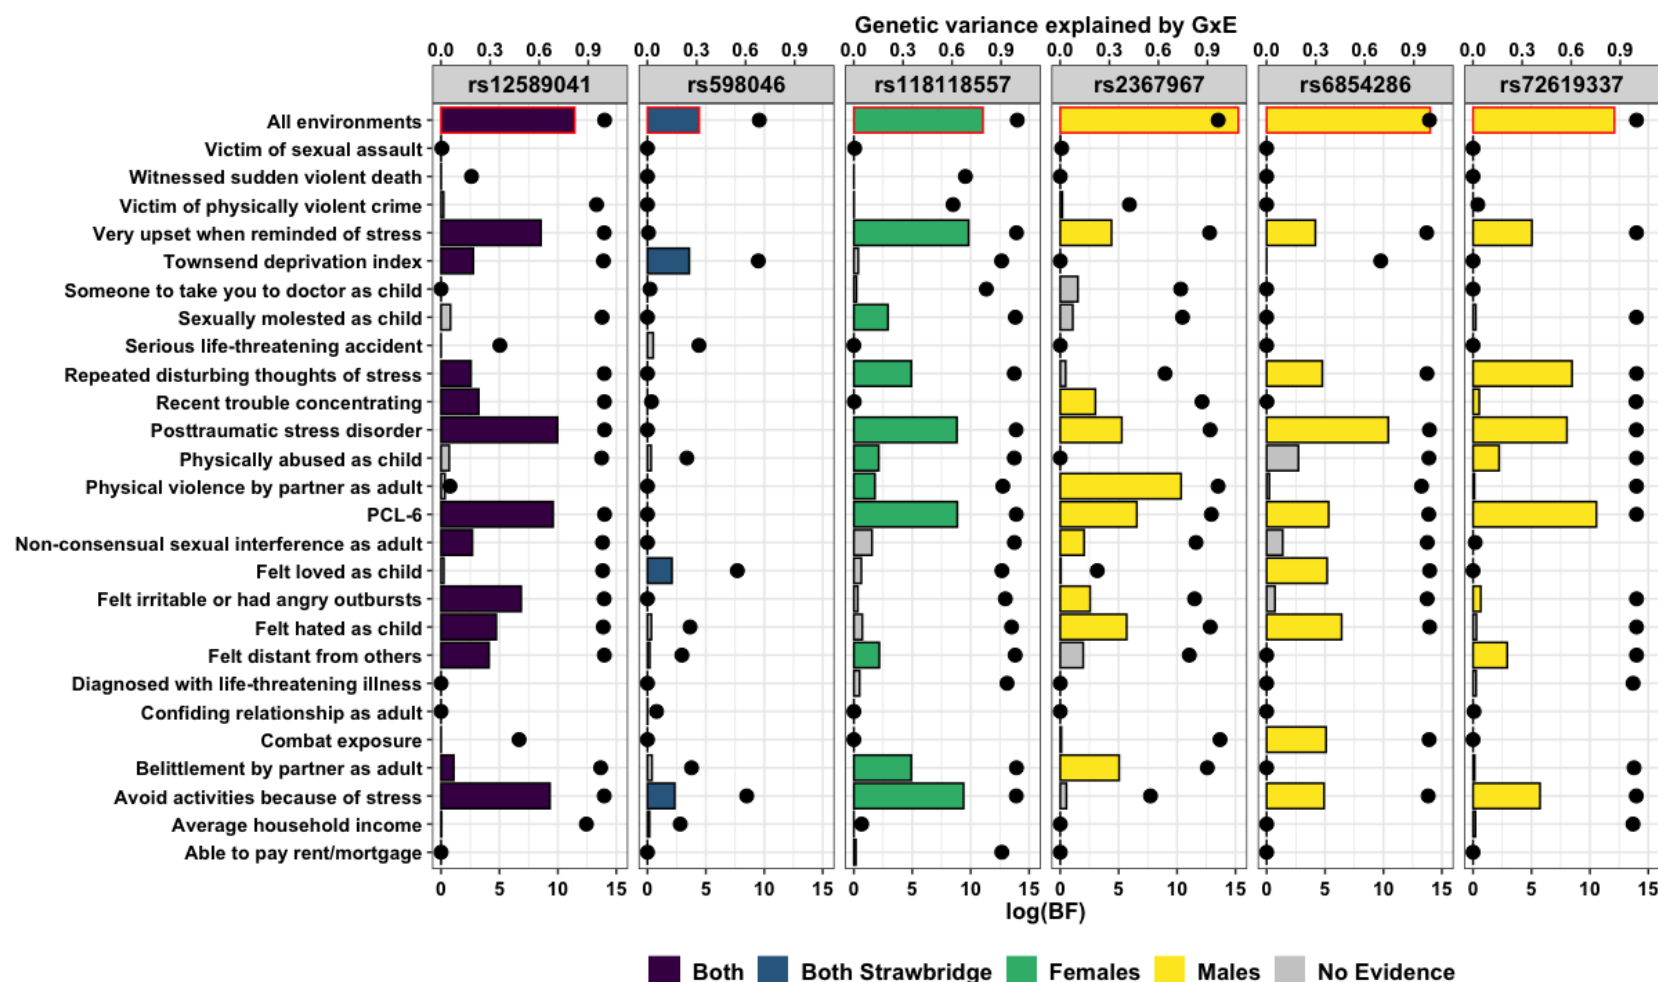 Genetic variance explained by GxE
0.0 0.3 0.6 0.9 0.0 0.3 0.6 0.9 0.0 0.3 0.6 0.9 0.0 0.3 0.6 0.9 0.0 0.3 0.6 0.9 0.0 0.3 0.6 0.9
rs12589041 rs598046 rs118118557 rs2367967 rs6854286 rs72619337
All environments
Victim of sexual assault
Witnessed sudden violent death
Victim of physically violent crime
Very upset when reminded of stress
Townsend deprivation index
Someone to take you to doctor as child
Sexually molested as child
Serious life-threatening accident
Repeated disturbing thoughts of stress
Recent trouble concentrating
Posttraumatic stress disorder
Physically abused as child
Physical violence by partner as adult
PCL-6
Non-consensual sexual interference as adult
Felt loved as child
Felt irritable or had angry outbursts
Felt hated as child
Felt distant from others
Diagnosed with life-threatening illness
Confiding relationship as adult
Combat exposure
Belittlement by partner as adult
Avoid activities because of stress
Average household income
Able to pay rent/mortgage
0 5 10 15 0 5 10 15 0 5 10 15 0 5 10 15 0 5 10 15 0 5 10 15
log(BF)
Both Both Strawbridge Females Males No Evidence